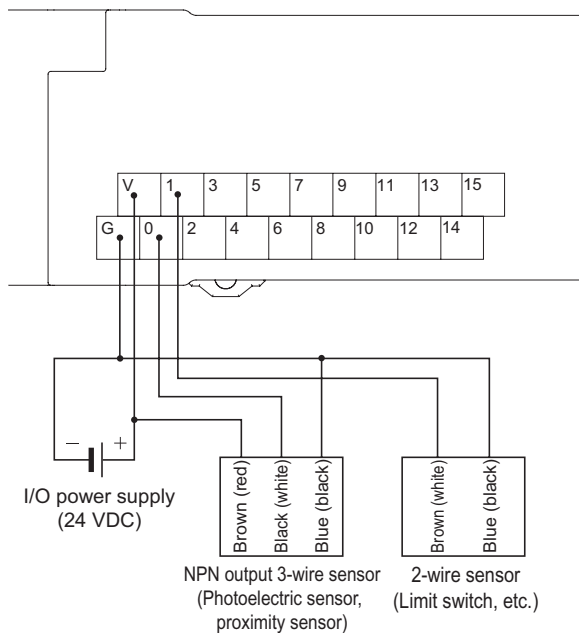 V 1 3 5 7 9 11 13 15
G 0 2 4 6 8 10 12 14
− +
I/O power supply
(24 VDC)
Brown (red)
Black (white)
Blue (black)
Brown (white)
Blue (black)
NPN output 3-wire sensor
(Photoelectric sensor,
proximity sensor)
2-wire sensor
(Limit switch, etc.)